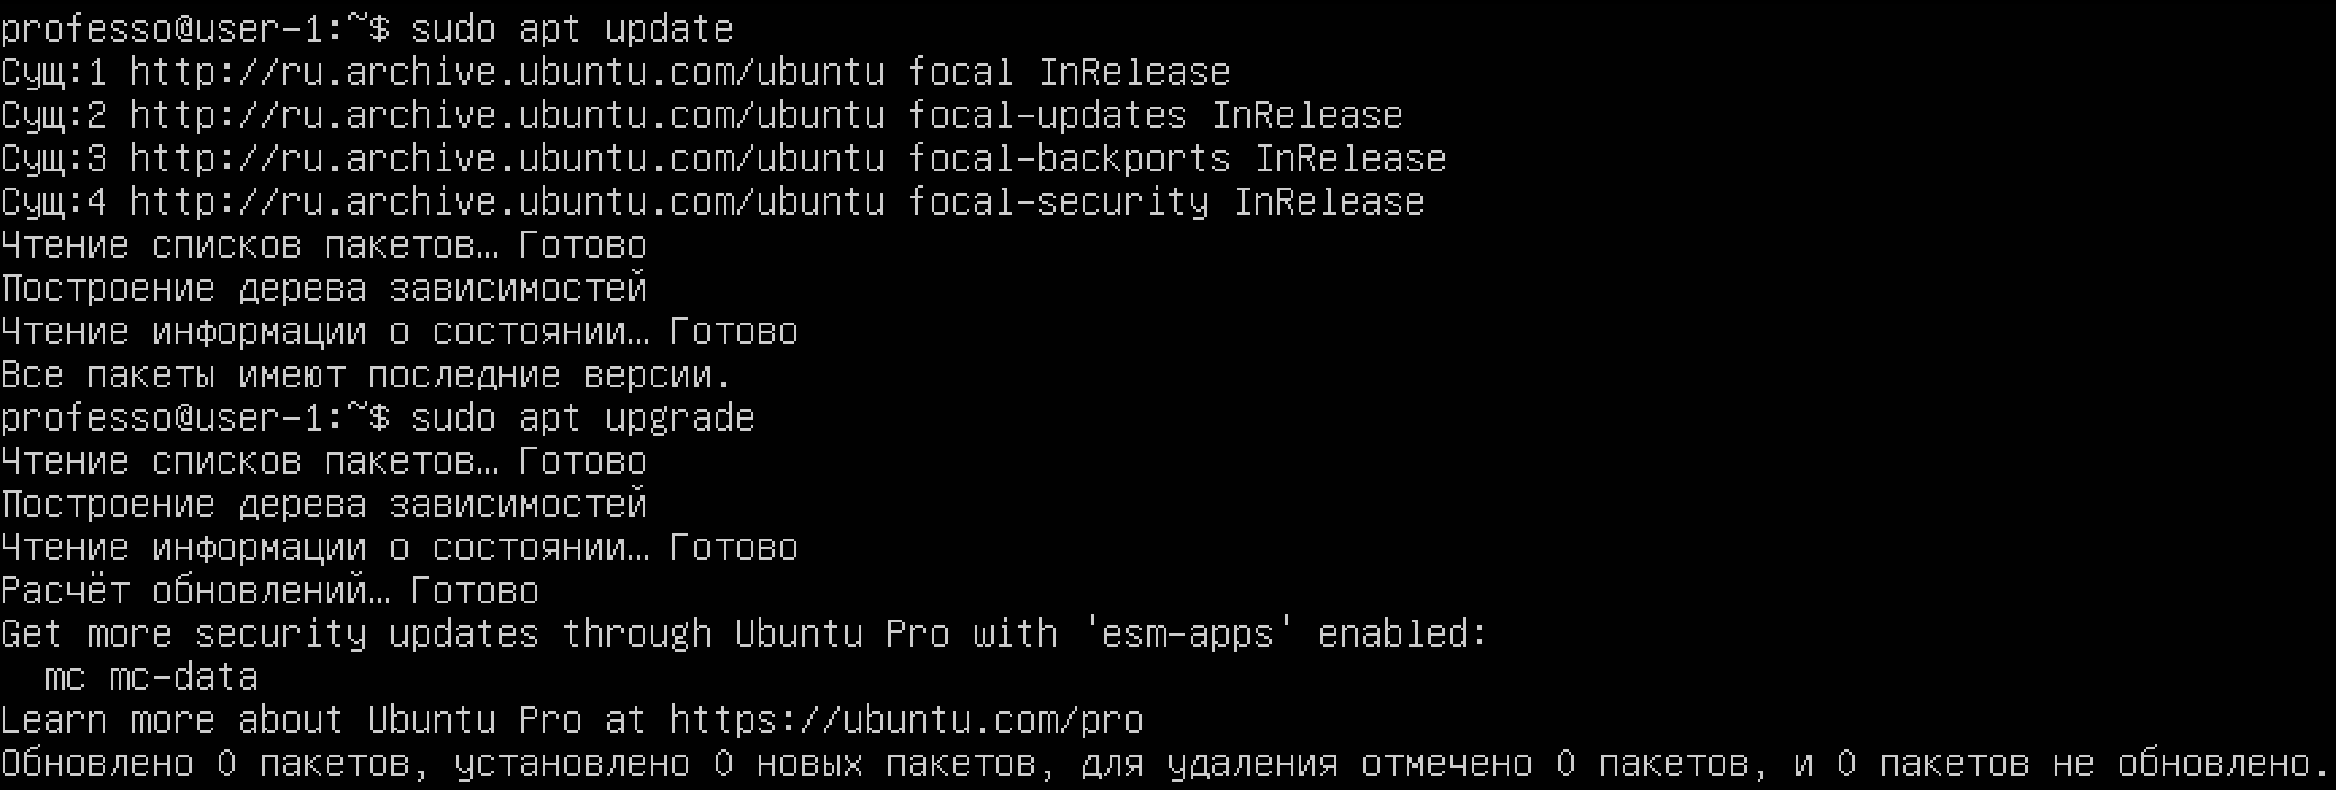 professo@user-1:~$ sudo apt update
Сущ:1 http://ru.archive.ubuntu.com/ubuntu focal InRelease
Сущ:2 http://ru.archive.ubuntu.com/ubuntu focal-updates InRelease
Сущ:3 http://ru.archive.ubuntu.com/ubuntu focal-backports InRelease
Сущ:4 http://ru.archive.ubuntu.com/ubuntu focal-security InRelease
Чтение списков пакетов… Готово
Построение дерева зависимостей
Чтение информации о состоянии… Готово
Все пакеты имеют последние версии.
professo@user-1:~$ sudo apt upgrade
Чтение списков пакетов… Готово
Построение дерева зависимостей
Чтение информации о состоянии… Готово
Расчёт обновлений… Готово
Get more security updates through Ubuntu Pro with 'esm-apps' enabled:
  mc mc-data
Learn more about Ubuntu Pro at https://ubuntu.com/pro
Обновлено 0 пакетов, установлено 0 новых пакетов, для удаления отмечено 0 пакетов, и 0 пакетов не обновлено.